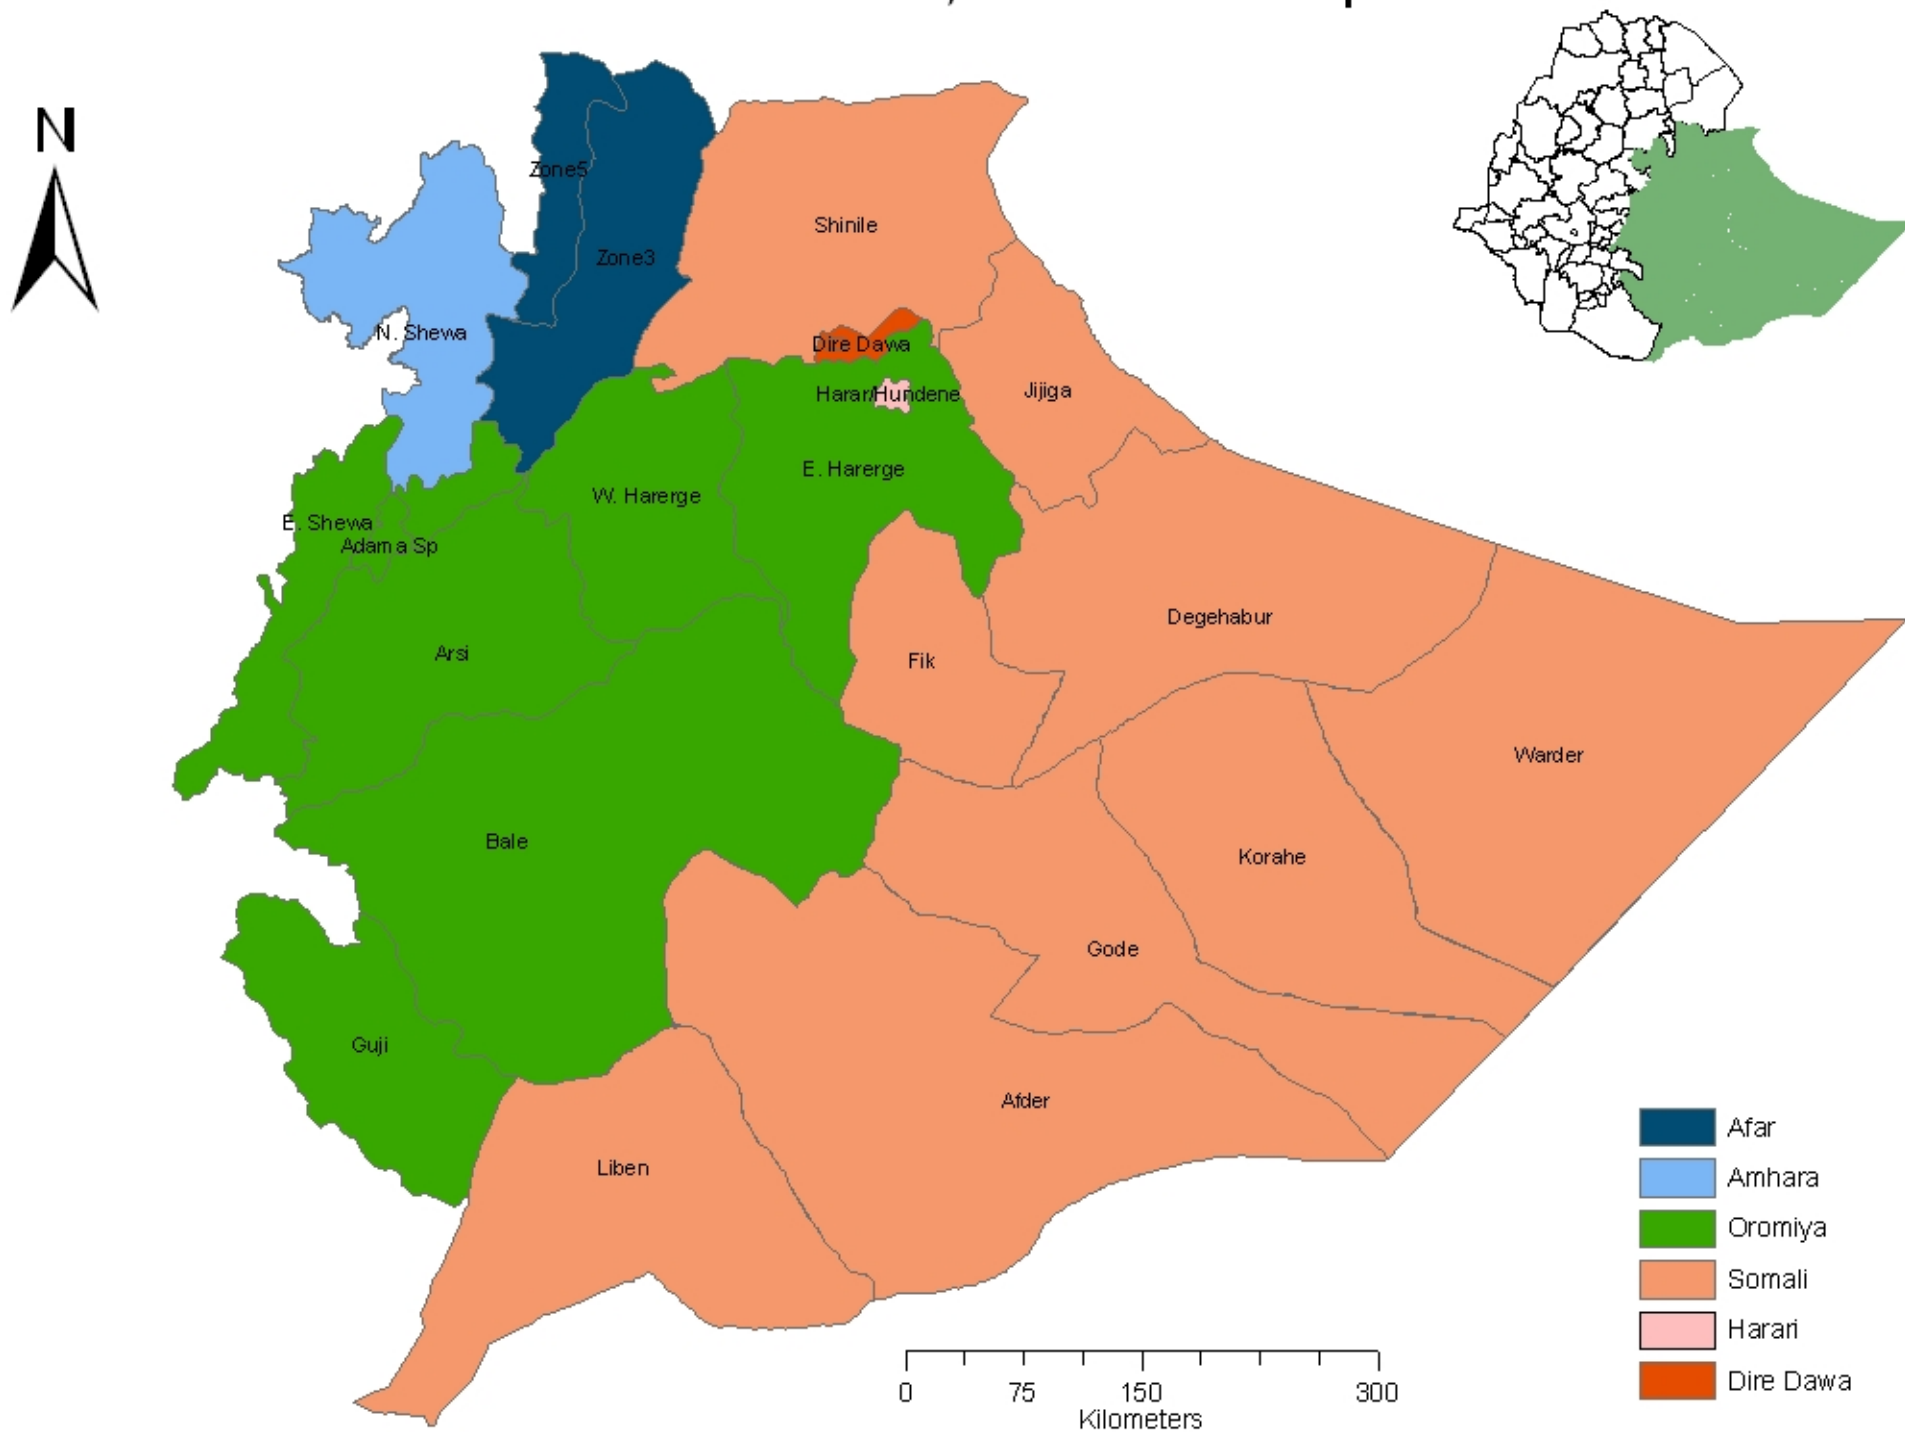 N
Zone5
Shinile
Zone3
N. Shewa
Dire Dawa
Harar/Hundene
Jijiga
E. Harerge
W. Harerge
E. Shewa
Adama Sp
Degehabur
Arsi
Fik
Warder
Bale
Korahe
Gode
Guji
Afder
Liben
Afar
Amhara
Oromiya
Somali
Harari
Dire Dawa
0 75 150 300
Kilometers